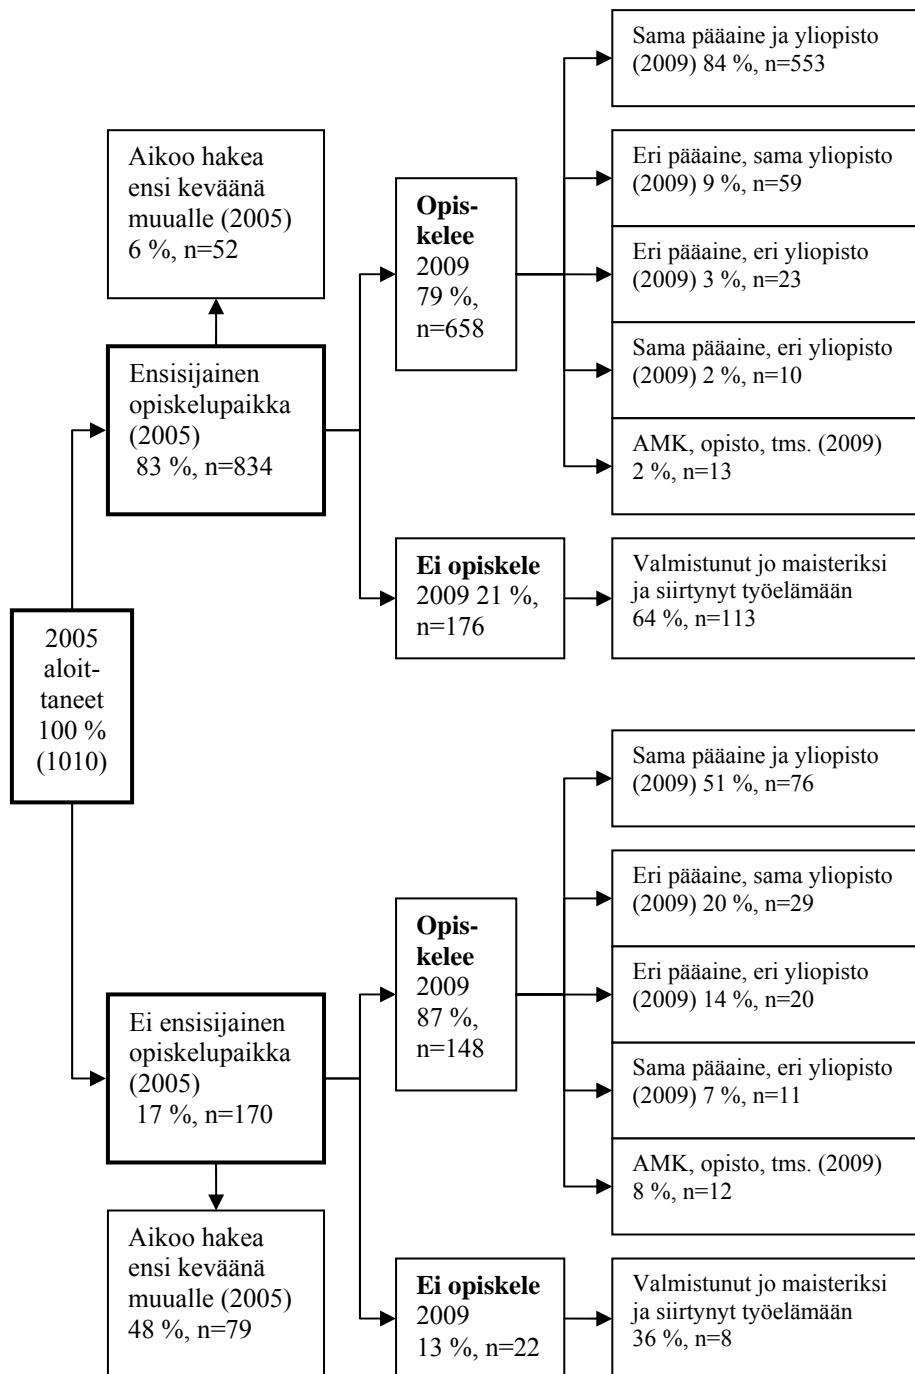 Sama pääaine ja yliopisto
(2009) 84 %, n=553
Aikoo hakea
ensi keväänä
muualle (2005)
6 %, n=52
Eri pääaine, sama yliopisto
(2009) 9 %, n=59
Opis-
kelee
2009
79 %,
n=658
Eri pääaine, eri yliopisto
(2009) 3 %, n=23
Sama pääaine, eri yliopisto
(2009) 2 %, n=10
Ensisijainen
opiskelupaikka
(2005)
83 %, n=834
AMK, opisto, tms. (2009)
2 %, n=13
Ei opiskele
2009 21 %,
n=176
Valmistunut jo maisteriksi
ja siirtynyt työelämään
64 %, n=113
2005
aloit-
taneet
100 %
(1010)
Sama pääaine ja yliopisto
(2009) 51 %, n=76
Eri pääaine, sama yliopisto
(2009) 20 %, n=29
Opis-
kelee
2009
87 %,
n=148
Eri pääaine, eri yliopisto
(2009) 14 %, n=20
Ei ensisijainen
opiskelupaikka
(2005)
17 %, n=170
Sama pääaine, eri yliopisto
(2009) 7 %, n=11
AMK, opisto, tms. (2009)
8 %, n=12
Aikoo hakea
ensi keväänä
muualle (2005)
48 %, n=79
Ei opiskele
2009
13 %, n=22
Valmistunut jo maisteriksi
ja siirtynyt työelämään
36 %, n=8